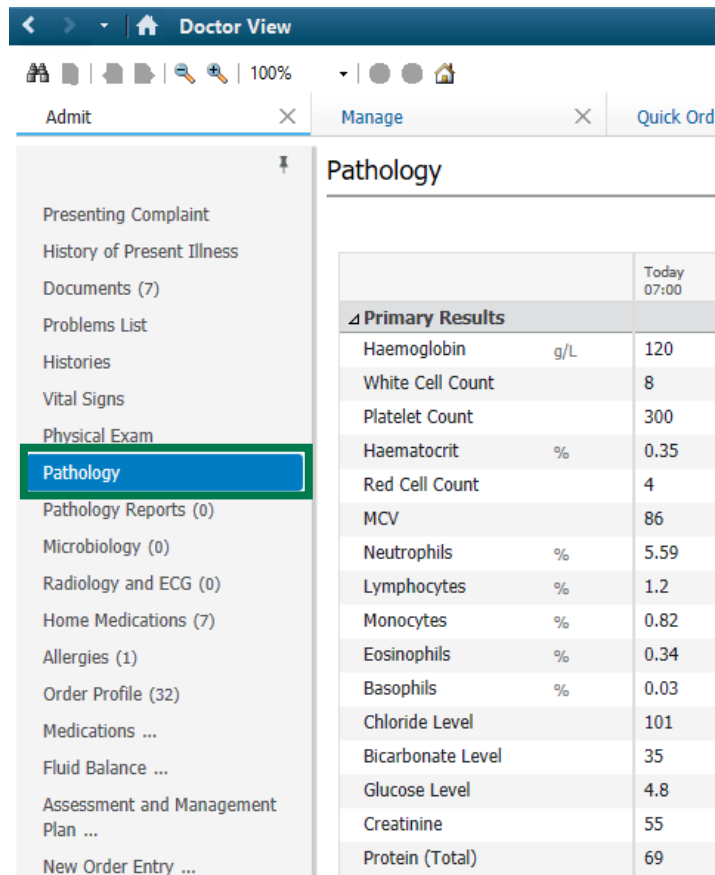 Doctor View
100%
Admit
Manage
Quick Ord
Pathology
Presenting Complaint
History of Present Illness
Documents (7)
Problems List
Histories
Vital Signs
Physical Exam
Pathology
Pathology Reports (0)
Microbiology (0)
Radiology and ECG (0)
Home Medications (7)
Allergies (1)
Order Profile (32)
Medications ...
Fluid Balance ...
Assessment and Management
Plan ...
New Order Entry ...
Today
07:00
Primary Results
Haemoglobin g/L 120
White Cell Count 8
Platelet Count 300
Haematocrit % 0.35
Red Cell Count 4
MCV 86
Neutrophils % 5.59
Lymphocytes % 1.2
Monocytes % 0.82
Eosinophils % 0.34
Basophils % 0.03
Chloride Level 101
Bicarbonate Level 35
Glucose Level 4.8
Creatinine 55
Protein (Total) 69